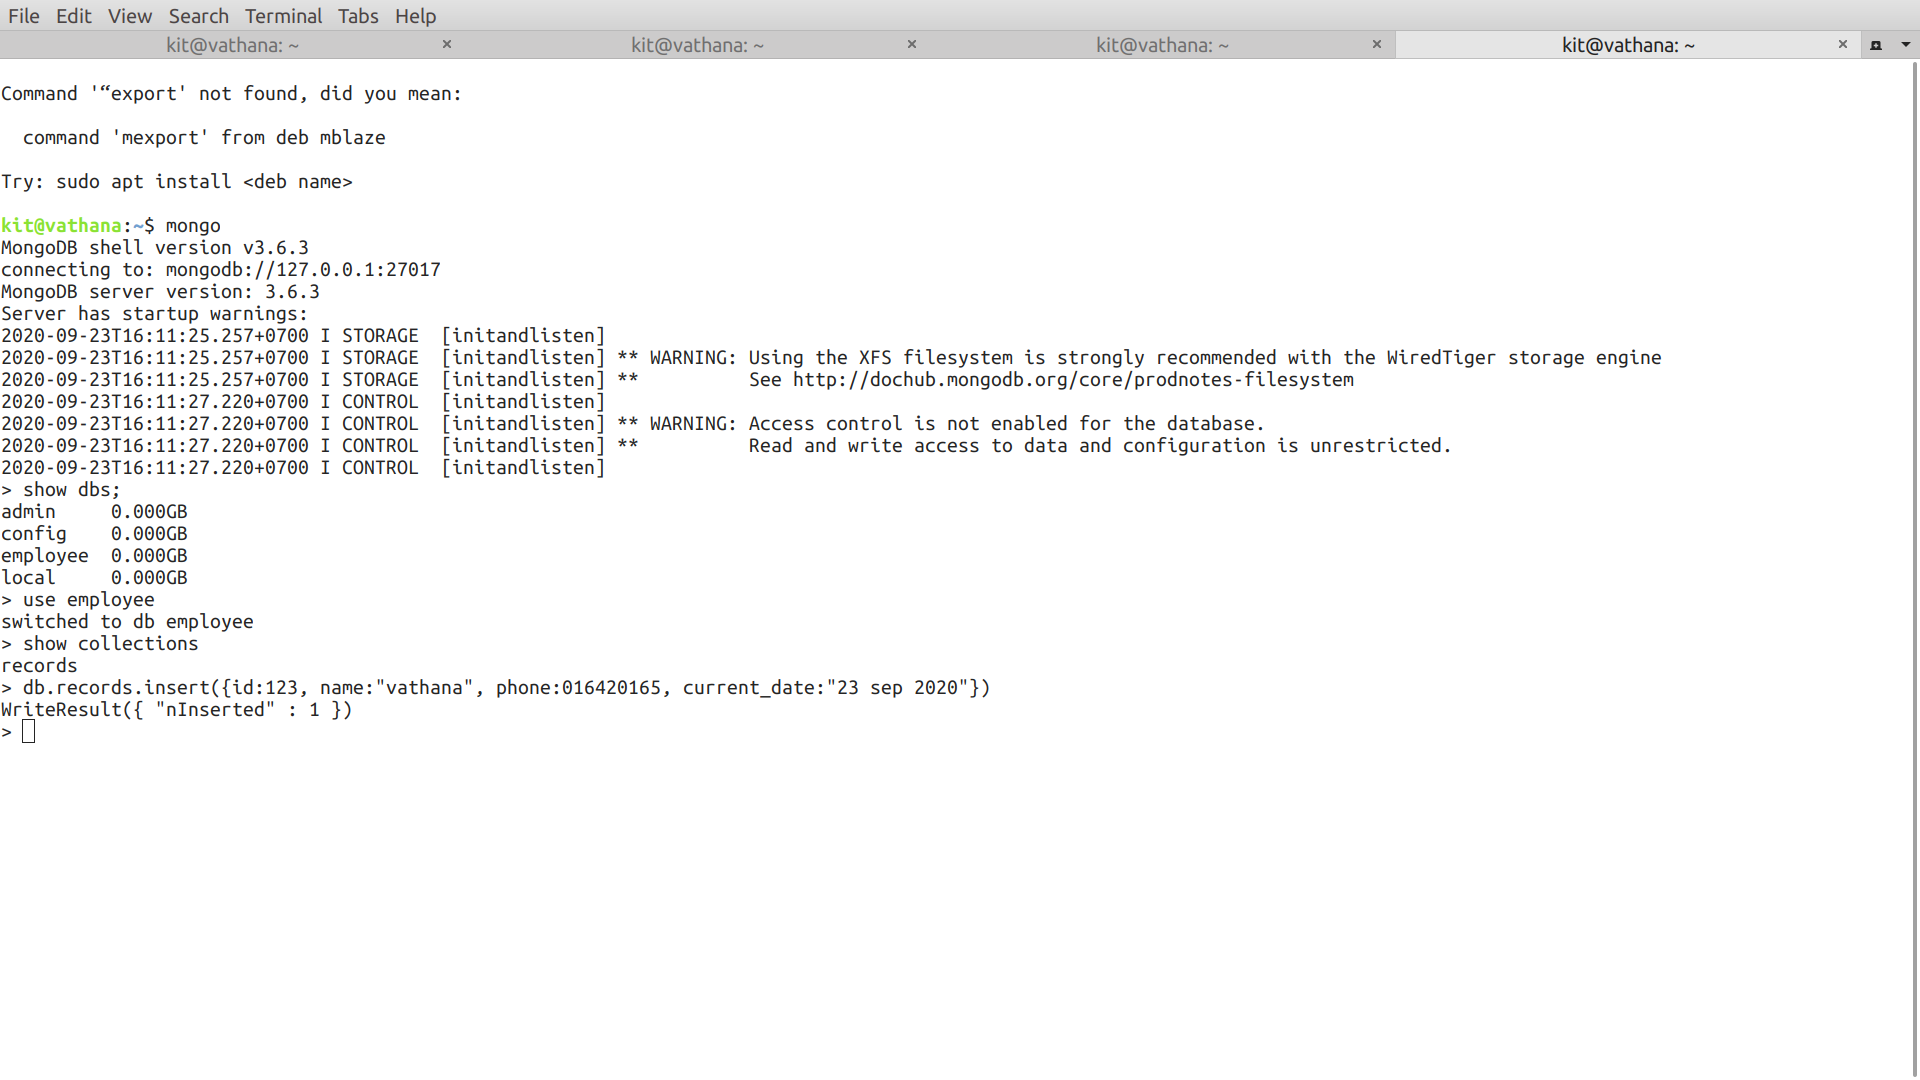 File Edit View Search Terminal Tabs Help
kit@vathana: ~ × kit@vathana: ~ × kit@vathana: ~ × kit@vathana: ~ ×
Command '“export' not found, did you mean:
  command 'mexport' from deb mblaze
Try: sudo apt install <deb name>
kit@vathana:~$ mongo
MongoDB shell version v3.6.3
connecting to: mongodb://127.0.0.1:27017
MongoDB server version: 3.6.3
Server has startup warnings:
2020-09-23T16:11:25.257+0700 I STORAGE  [initandlisten]
2020-09-23T16:11:25.257+0700 I STORAGE  [initandlisten] ** WARNING: Using the XFS filesystem is strongly recommended with the WiredTiger storage engine
2020-09-23T16:11:25.257+0700 I STORAGE  [initandlisten] **          See http://dochub.mongodb.org/core/prodnotes-filesystem
2020-09-23T16:11:27.220+0700 I CONTROL  [initandlisten]
2020-09-23T16:11:27.220+0700 I CONTROL  [initandlisten] ** WARNING: Access control is not enabled for the database.
2020-09-23T16:11:27.220+0700 I CONTROL  [initandlisten] **          Read and write access to data and configuration is unrestricted.
2020-09-23T16:11:27.220+0700 I CONTROL  [initandlisten]
> show dbs;
admin     0.000GB
config    0.000GB
employee  0.000GB
local     0.000GB
> use employee
switched to db employee
> show collections
records
> db.records.insert({id:123, name:"vathana", phone:016420165, current_date:"23 sep 2020"})
WriteResult({ "nInserted" : 1 })
>